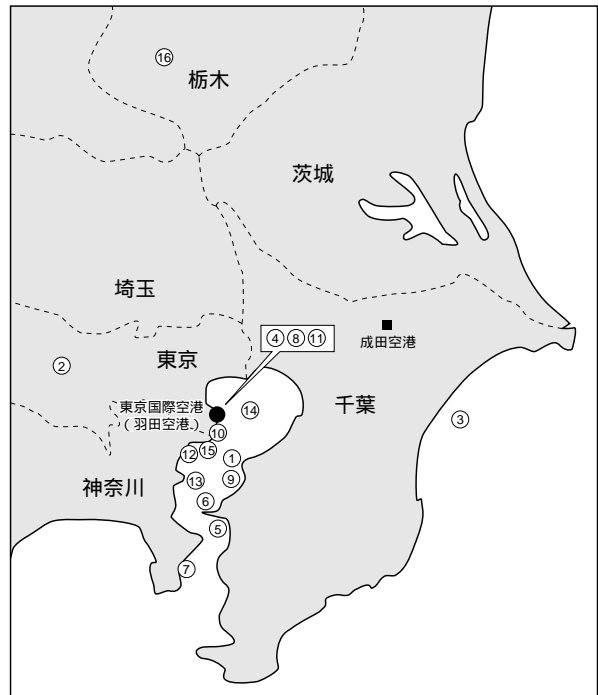 ⑯
栃木
茨城
埼玉
④⑧⑪
成田空港
②
東京
東京国際空港
(羽田空港)
⑭
千葉
③
⑩
⑫
⑮
①
神奈川
⑬
⑨
⑥
⑤
⑦